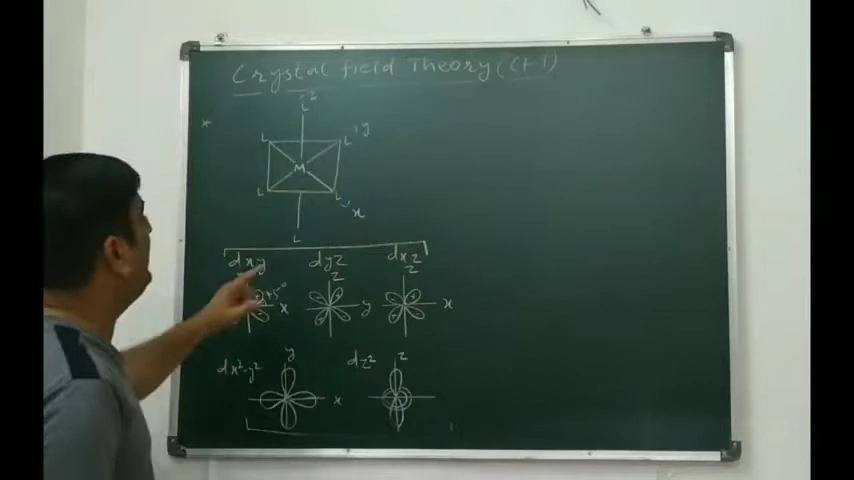 Crystal field Theory (CFT)
*
L z
L L y
M
L L x
L
dxy dyz dxz
z z
45° x y x
dx²-y² y dz² z
x